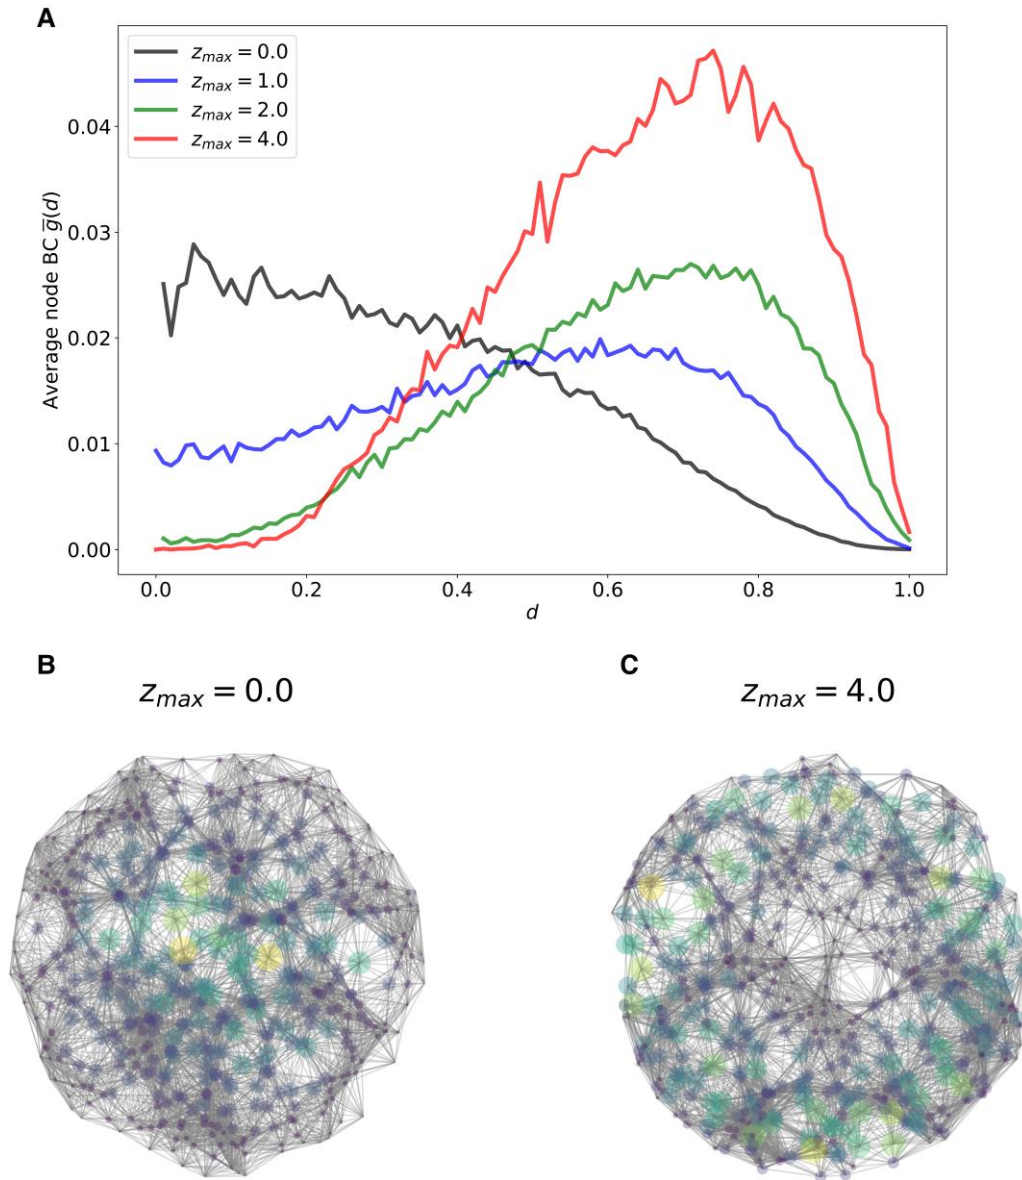 A
z_max = 0.0
z_max = 1.0
z_max = 2.0
z_max = 4.0
0.04
0.03
0.02
0.01
0.00
Average node BC g̅(d)
0.0 0.2 0.4 0.6 0.8 1.0
d
B
z_max = 0.0
C
z_max = 4.0